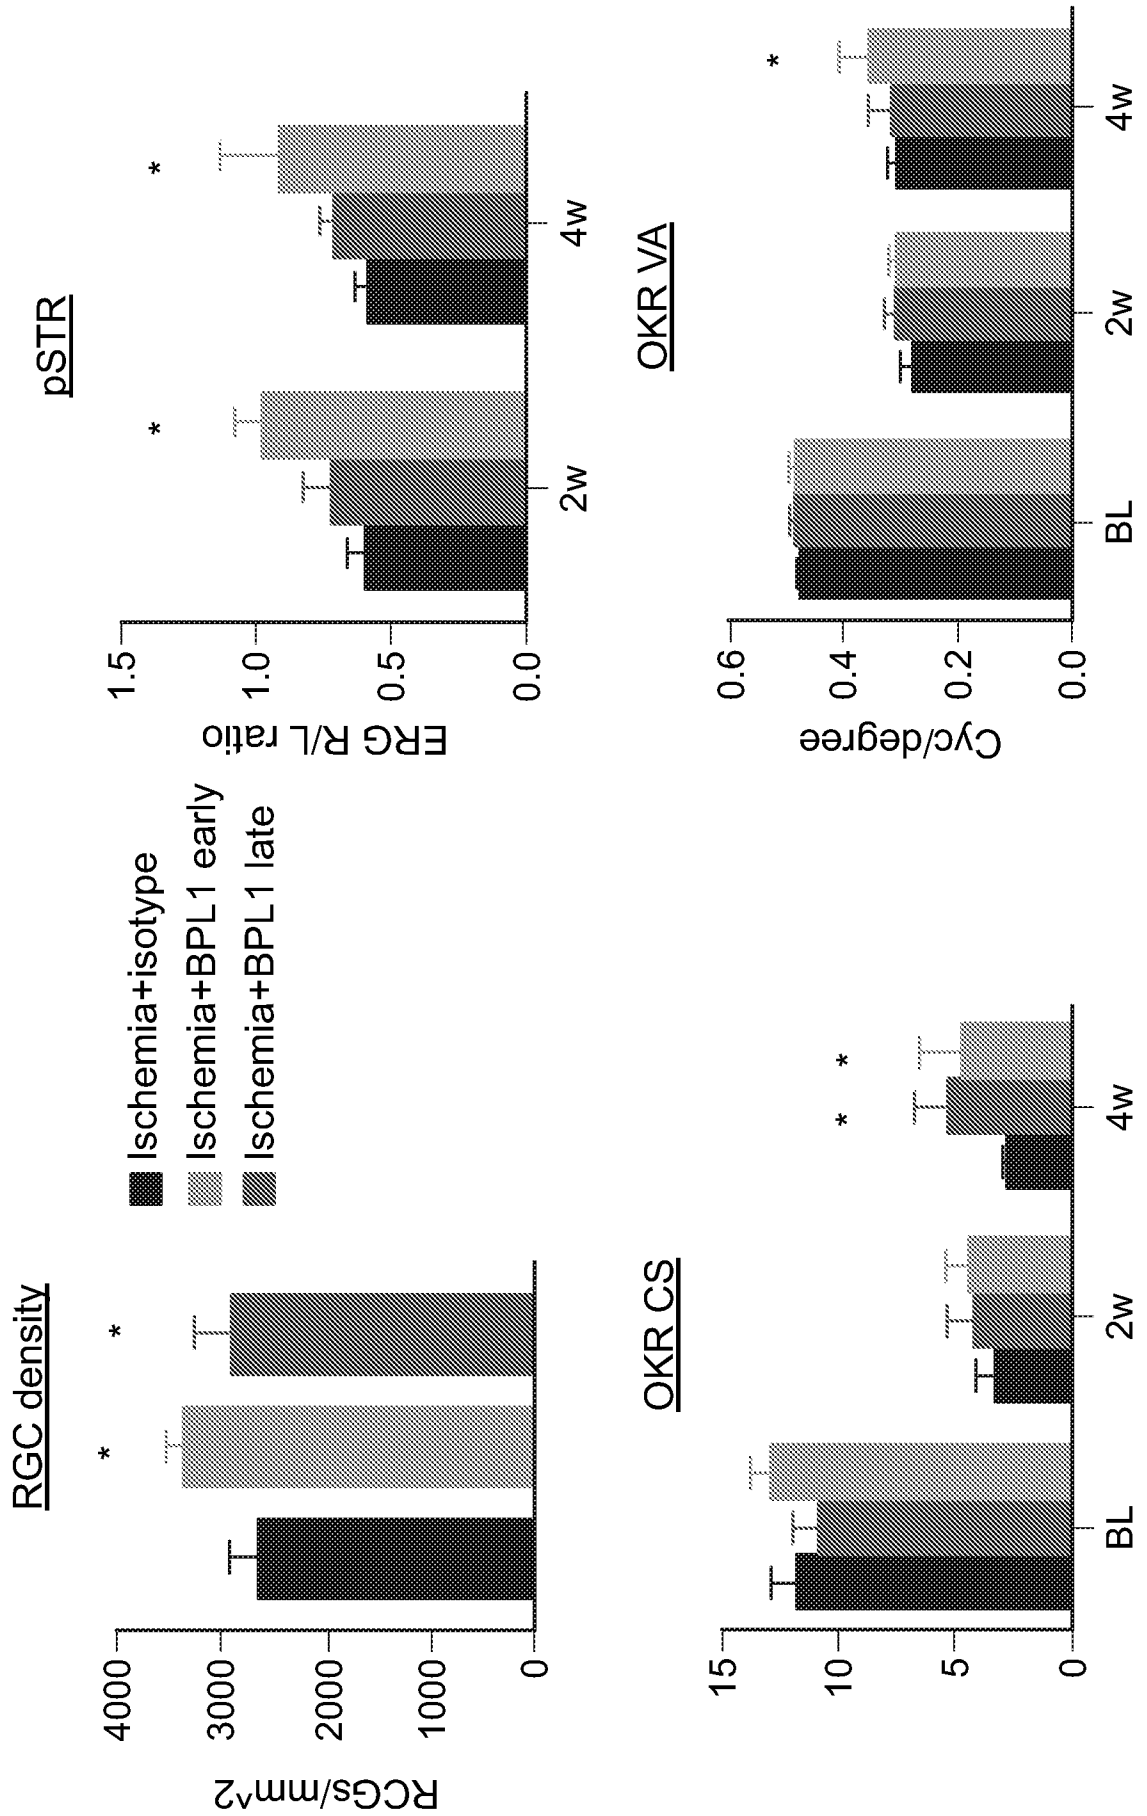 RGC density
4000
3000
2000
1000
0
RCGs/mm^2
*
*
Ischemia+isotype
Ischemia+BPL1 early
Ischemia+BPL1 late
pSTR
1.5
1.0
0.5
0.0
ERG R/L ratio
*
*
2w
4w
OKR CS
15
10
5
0
*
*
BL
2w
4w
OKR VA
0.6
0.4
0.2
0.0
Cyc/degree
*
BL
2w
4w